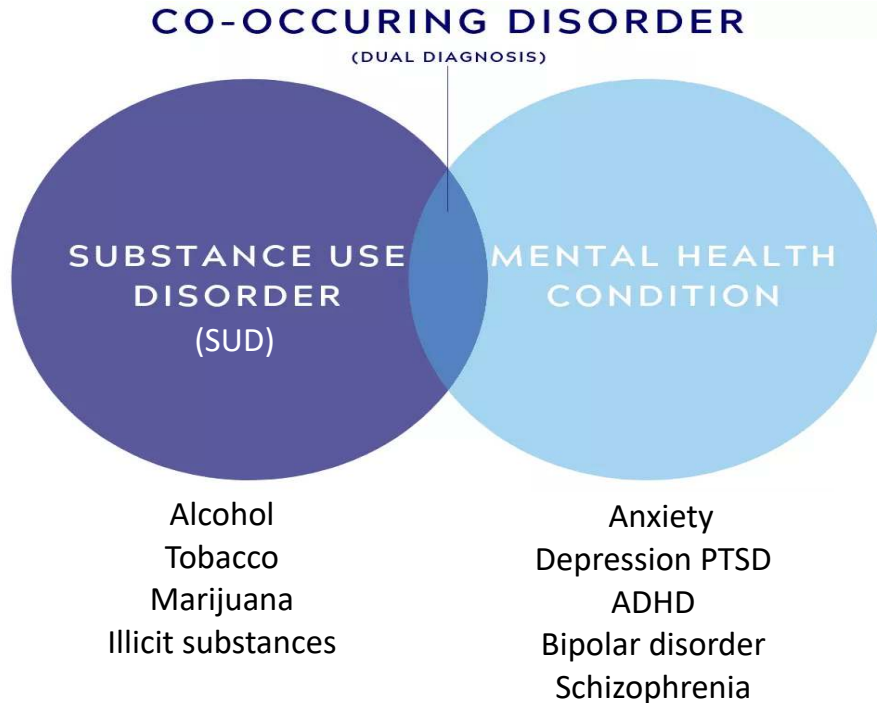 CO-OCCURING DISORDER
(DUAL DIAGNOSIS)
SUBSTANCE USE
DISORDER
(SUD)
MENTAL HEALTH
CONDITION
Alcohol
Tobacco
Marijuana
Illicit substances
Anxiety
Depression PTSD
ADHD
Bipolar disorder
Schizophrenia